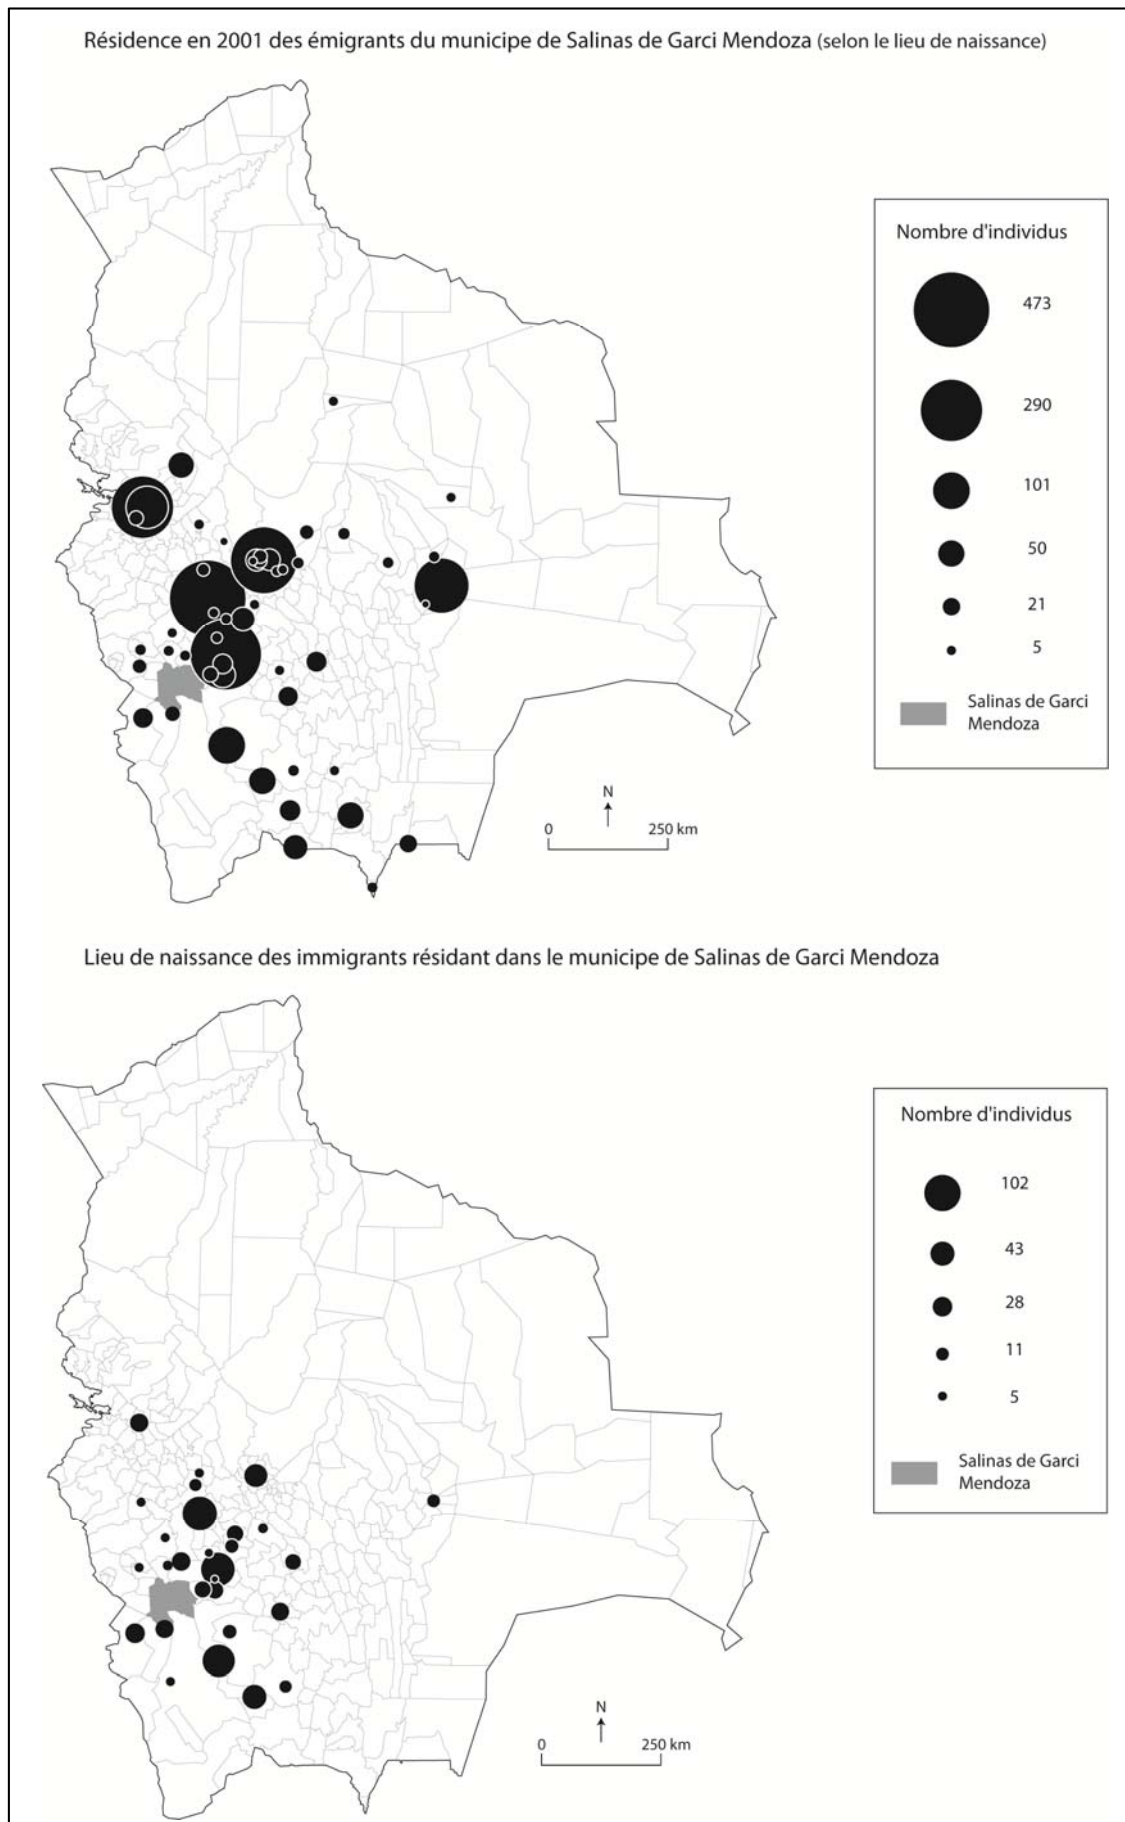 Résidence en 2001 des émigrants du municipe de Salinas de Garci Mendoza (selon le lieu de naissance)
Nombre d'individus
473
290
101
50
21
5
Salinas de Garci
Mendoza
N
0 250 km
Lieu de naissance des immigrants résidant dans le municipe de Salinas de Garci Mendoza
Nombre d'individus
102
43
28
11
5
Salinas de Garci
Mendoza
N
0 250 km